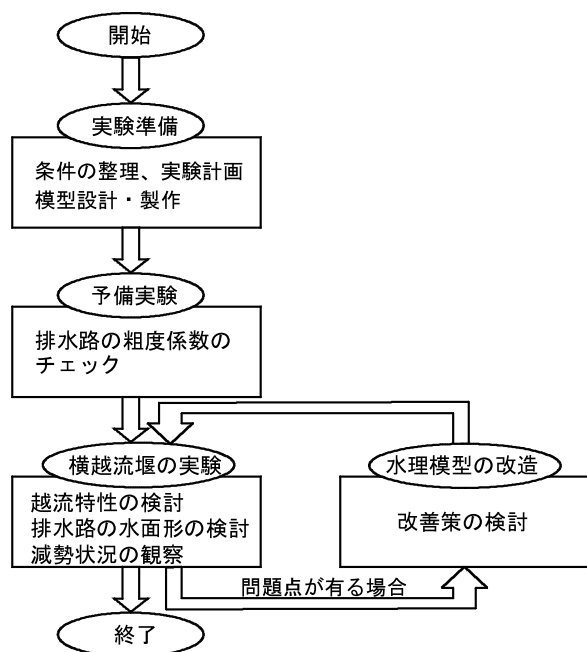 開始
実験準備
条件の整理、実験計画
模型設計・製作
予備実験
排水路の粗度係数の
チェック
横越流堰の実験
越流特性の検討
排水路の水面形の検討
減勢状況の観察
水理模型の改造
改善策の検討
問題点が有る場合
終了